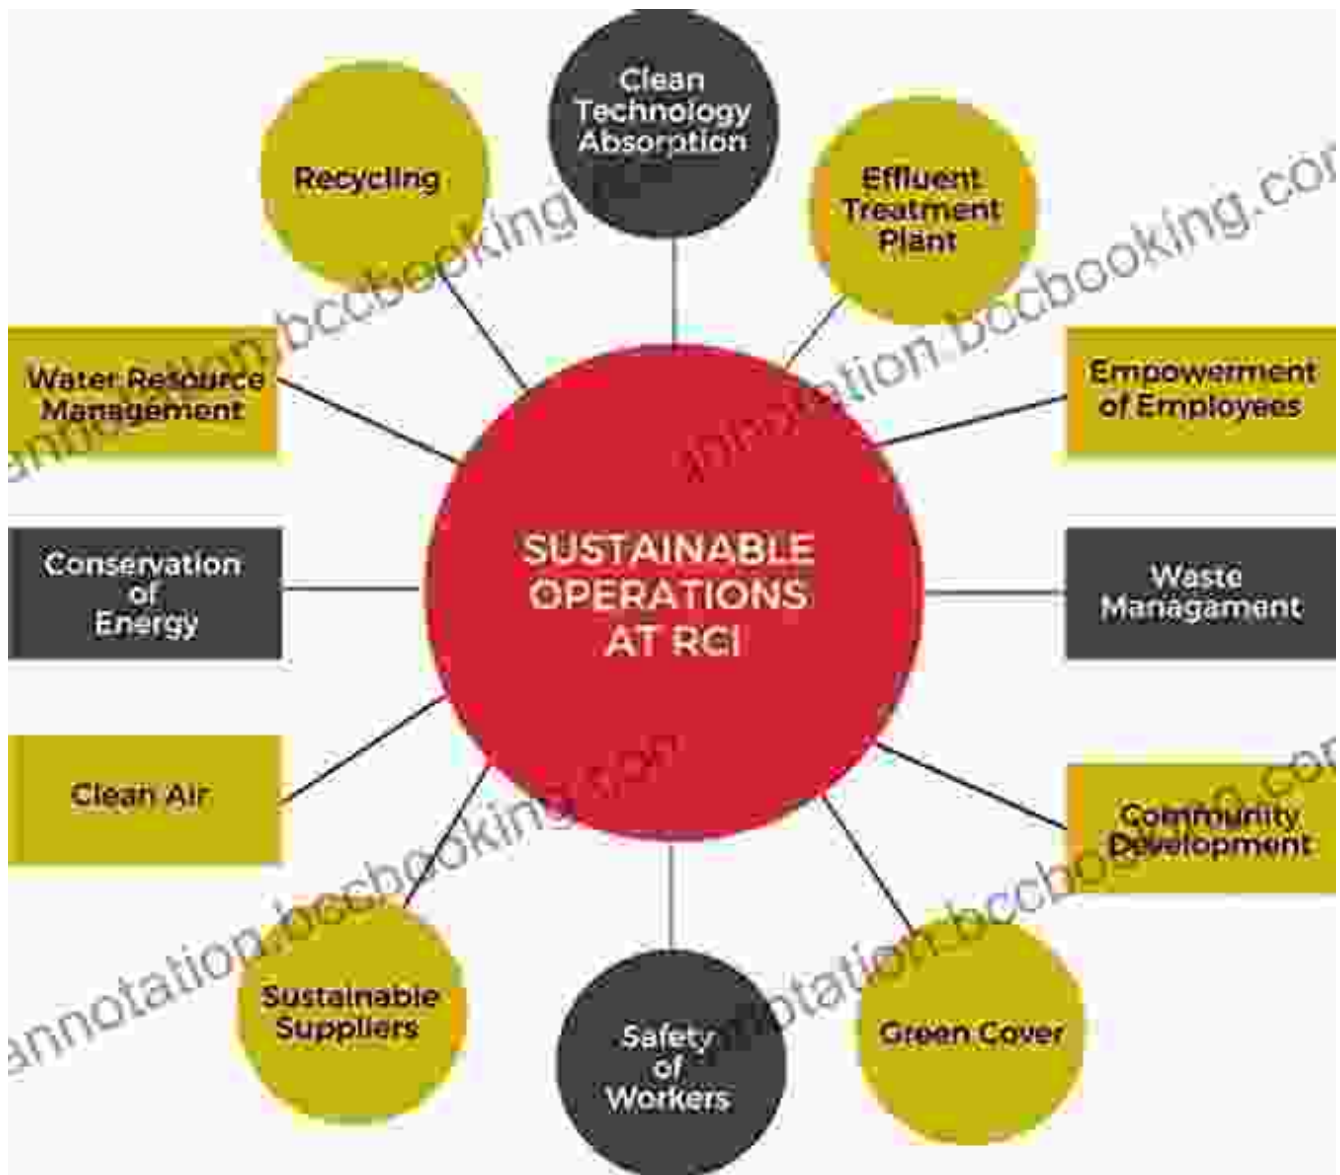 Clean
Technology
Absorption
Recycling
Effluent
Treatment
Plant
Water Resource
Management
Empowerment
of Employees
SUSTAINABLE
OPERATIONS
AT RGI
Conservation
of
Energy
Waste
Managament
Clean Air
Community
Development
Sustainable
Suppliers
Safety
of
Workers
Green Cover
annotation.bccbooking.com
annotation.bccbooking.com
annotation.bccbooking.com
annotation.bccbooking.com